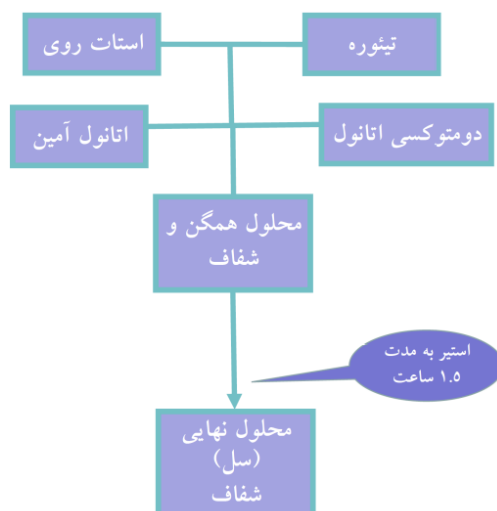 استات روی
تیئوره
اتانول آمین
دومتوکسی اتانول
محلول همگن و
شفاف
استیر به مدت
۱.۵ ساعت
محلول نهایی
(سل)
شفاف